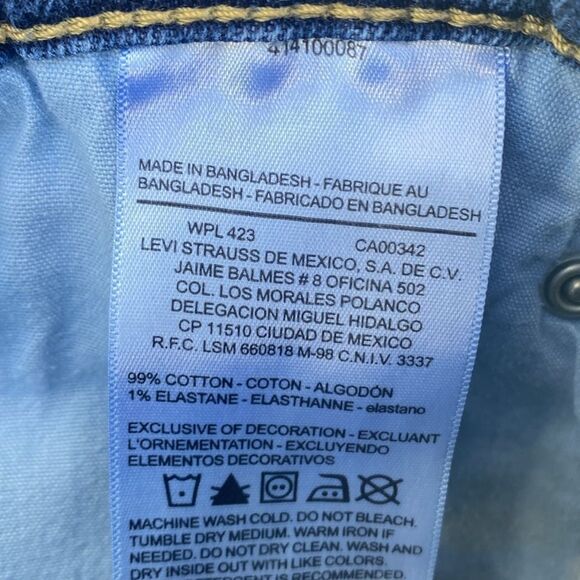 414100087
MADE IN BANGLADESH - FABRIQUE AU
BANGLADESH - FABRICADO EN BANGLADESH
WPL 423 CA00342
LEVI STRAUSS DE MEXICO, S.A. DE C.V.
JAIME BALMES # 8 OFICINA 502
COL. LOS MORALES POLANCO
DELEGACION MIGUEL HIDALGO
CP 11510 CIUDAD DE MEXICO
R.F.C. LSM 660818 M-98 C.N.I.V. 3337
99% COTTON - COTON - ALGODÓN
1% ELASTANE - ELASTHANNE - elastano
EXCLUSIVE OF DECORATION - EXCLUANT
L'ORNEMENTATION - EXCLUYENDO
ELEMENTOS DECORATIVOS
MACHINE WASH COLD. DO NOT BLEACH.
TUMBLE DRY MEDIUM. WARM IRON IF
NEEDED. DO NOT DRY CLEAN. WASH AND
DRY INSIDE OUT WITH LIKE COLORS.